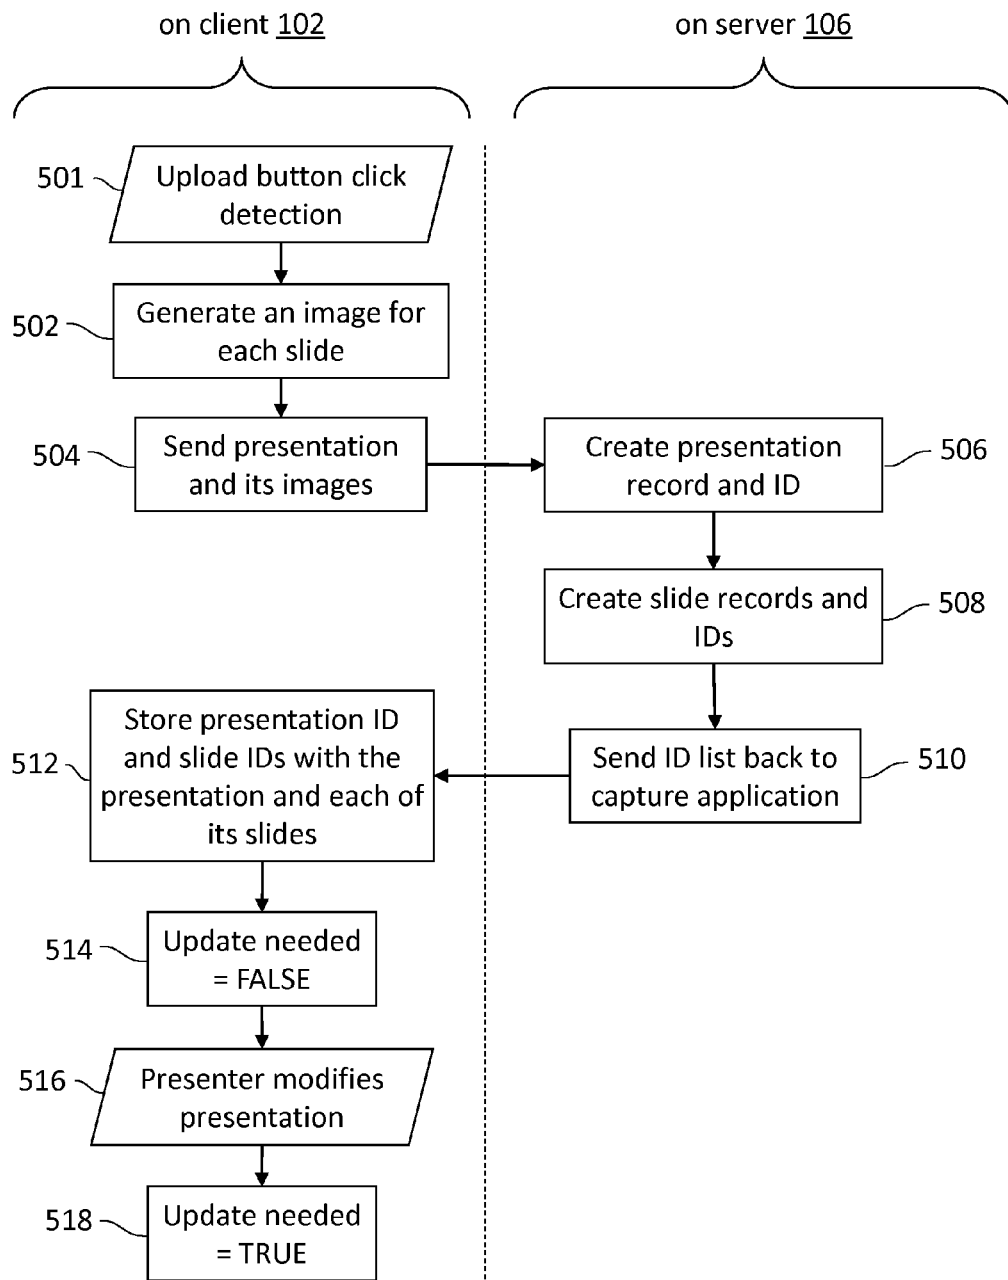 on client 102
on server 106
501
Upload button click
detection
502
Generate an image for
each slide
504
Send presentation
and its images
Create presentation
record and ID
506
Create slide records and
IDs
508
512
Store presentation ID
and slide IDs with the
presentation and each of
its slides
Send ID list back to
capture application
510
514
Update needed
= FALSE
516
Presenter modifies
presentation
518
Update needed
= TRUE